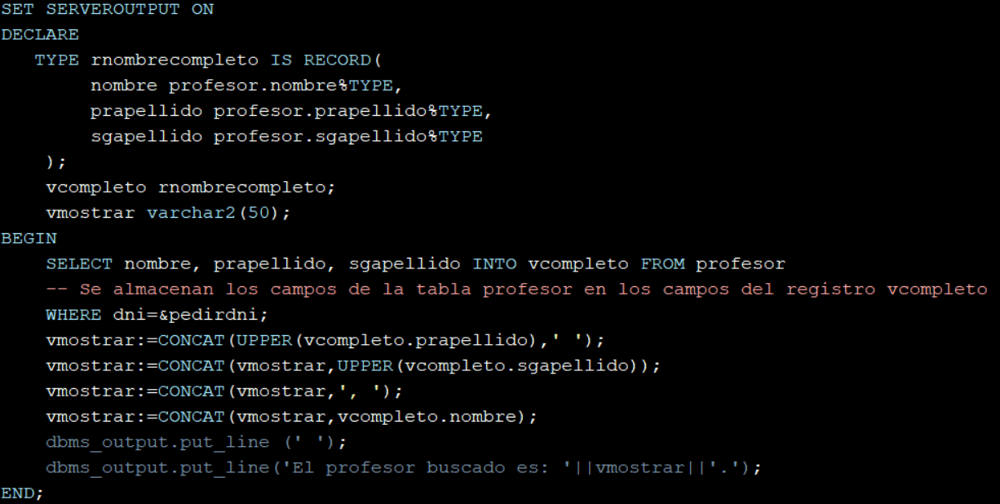 SET SERVEROUTPUT ON
DECLARE
   TYPE rnombrecompleto IS RECORD(
        nombre profesor.nombre%TYPE,
        prapellido profesor.prapellido%TYPE,
        sgapellido profesor.sgapellido%TYPE
    );
    vcompleto rnombrecompleto;
    vmostrar varchar2(50);
BEGIN
    SELECT nombre, prapellido, sgapellido INTO vcompleto FROM profesor
    -- Se almacenan los campos de la tabla profesor en los campos del registro vcompleto
    WHERE dni=&pedirdni;
    vmostrar:=CONCAT(UPPER(vcompleto.prapellido),' ');
    vmostrar:=CONCAT(vmostrar,UPPER(vcompleto.sgapellido));
    vmostrar:=CONCAT(vmostrar,', ');
    vmostrar:=CONCAT(vmostrar,vcompleto.nombre);
    dbms_output.put_line (' ');
    dbms_output.put_line('El profesor buscado es: '||vmostrar||'.');
END;